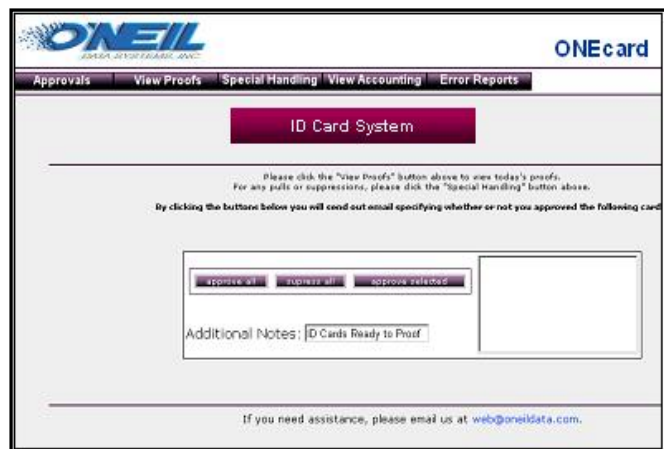 O'NEIL
DATA SYSTEMS, INC
ONEcard
Approvals View Proofs Special Handling View Accounting Error Reports
ID Card System
Please click the "View Proofs" button above to view today's proofs.
For any pulls or suppressions, please click the "Special Handling" button above.
By clicking the buttons below you will send out email specifying whether or not you approved the following card
approve all supress all approve selected
Additional Notes: ID Cards Ready to Proof
If you need assistance, please email us at web@oneildata.com.